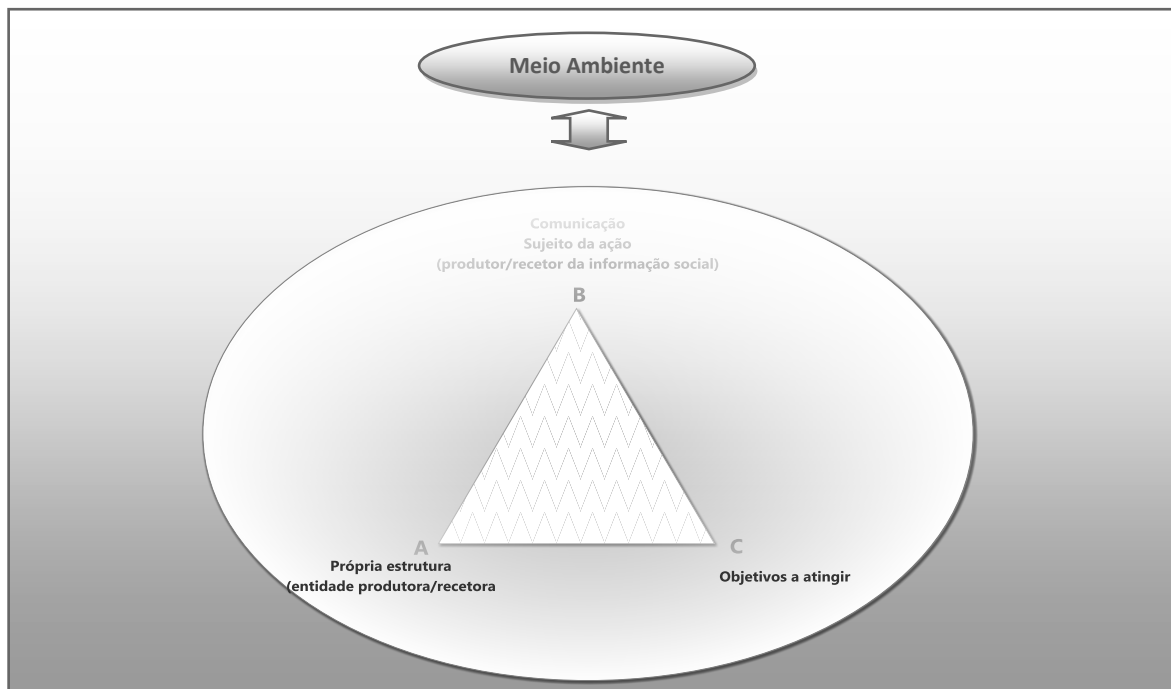 Meio Ambiente
Comunicação
Sujeito da ação
(produtor/recetor da informação social)
B
A
C
Própria estrutura
(entidade produtora/recetora
Objetivos a atingir